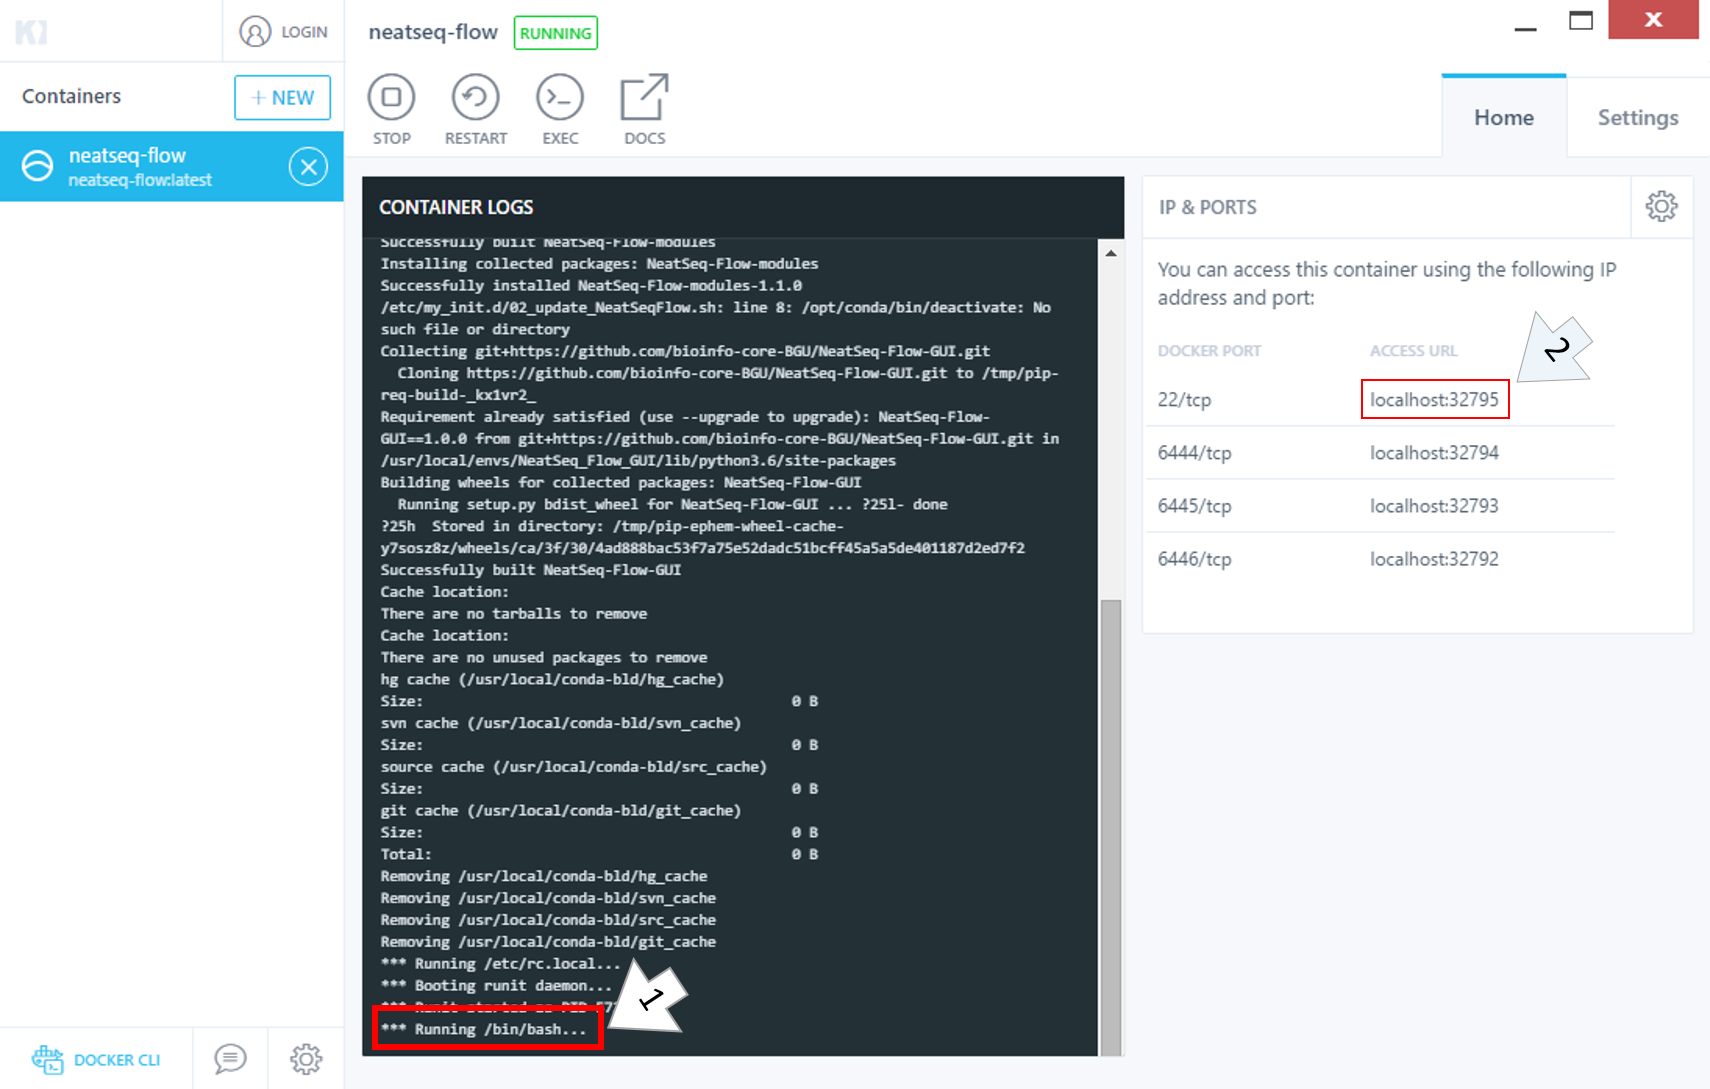 LOGIN
neatseq-flow RUNNING
Containers
+ NEW
STOP RESTART EXEC DOCS
Home Settings
neatseq-flow
neatseq-flow:latest
CONTAINER LOGS
Successfully built NeatSeq-Flow-modules
Installing collected packages: NeatSeq-Flow-modules
Successfully installed NeatSeq-Flow-modules-1.1.0
/etc/my_init.d/02_update_NeatSeqFlow.sh: line 8: /opt/conda/bin/deactivate: No
such file or directory
Collecting git+https://github.com/bioinfo-core-BGU/NeatSeq-Flow-GUI.git
Cloning https://github.com/bioinfo-core-BGU/NeatSeq-Flow-GUI.git to /tmp/pip-
req-build-_kx1vr2_
Requirement already satisfied (use --upgrade to upgrade): NeatSeq-Flow-
GUI==1.0.0 from git+https://github.com/bioinfo-core-BGU/NeatSeq-Flow-GUI.git in
/usr/local/envs/NeatSeq_Flow_GUI/lib/python3.6/site-packages
Building wheels for collected packages: NeatSeq-Flow-GUI
Running setup.py bdist_wheel for NeatSeq-Flow-GUI ... ?25l- done
?25h Stored in directory: /tmp/pip-ephem-wheel-cache-
y7sosz8z/wheels/ca/3f/30/4ad888bac53f7a75e52dadc51bcff45a5a5de401187d2ed7f2
Successfully built NeatSeq-Flow-GUI
Cache location:
There are no tarballs to remove
Cache location:
There are no unused packages to remove
hg cache (/usr/local/conda-bld/hg_cache)
Size: 0 B
svn cache (/usr/local/conda-bld/svn_cache)
Size: 0 B
source cache (/usr/local/conda-bld/src_cache)
Size: 0 B
git cache (/usr/local/conda-bld/git_cache)
Size: 0 B
Total: 0 B
Removing /usr/local/conda-bld/hg_cache
Removing /usr/local/conda-bld/svn_cache
Removing /usr/local/conda-bld/src_cache
Removing /usr/local/conda-bld/git_cache
*** Running /etc/rc.local...
*** Booting runit daemon...
*** Runit started as PID
*** Running /bin/bash...
1
IP & PORTS
You can access this container using the following IP
address and port:
DOCKER PORT ACCESS URL
22/tcp localhost:32795
6444/tcp localhost:32794
6445/tcp localhost:32793
6446/tcp localhost:32792
2
DOCKER CLI